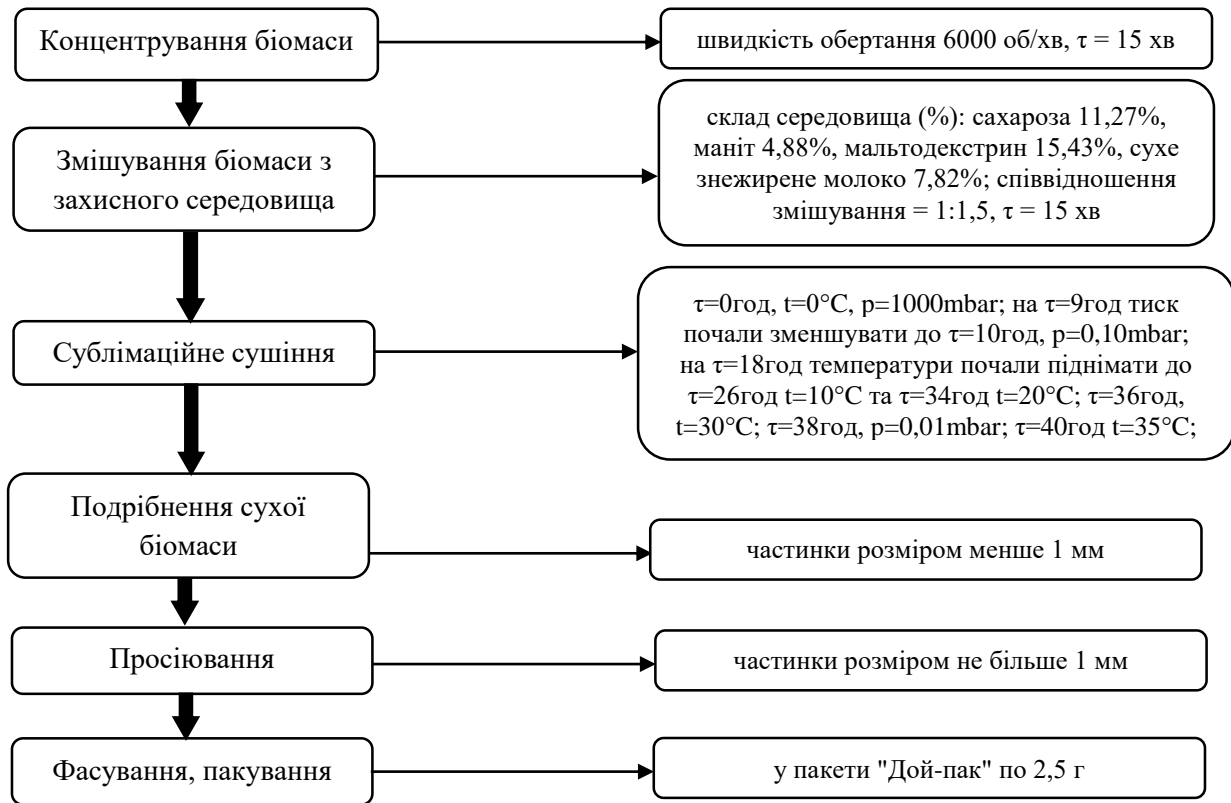 Концентрування біомаси
швидкість обертання 6000 об/хв, τ = 15 хв
Змішування біомаси з
захисного середовища
склад середовища (%): сахароза 11,27%,
маніт 4,88%, мальтодекстрин 15,43%, сухе
знежирене молоко 7,82%; співвідношення
змішування = 1:1,5, τ = 15 хв
Сублімаційне сушіння
τ=0год, t=0°C, p=1000mbar; на τ=9год тиск
почали зменшувати до τ=10год, p=0,10mbar;
на τ=18год температури почали піднімати до
τ=26год t=10°C та τ=34год t=20°C; τ=36год,
t=30°C; τ=38год, p=0,01mbar; τ=40год t=35°C;
Подрібнення сухої
біомаси
частинки розміром менше 1 мм
Просіювання
частинки розміром не більше 1 мм
Фасування, пакування
у пакети "Дой-пак" по 2,5 г